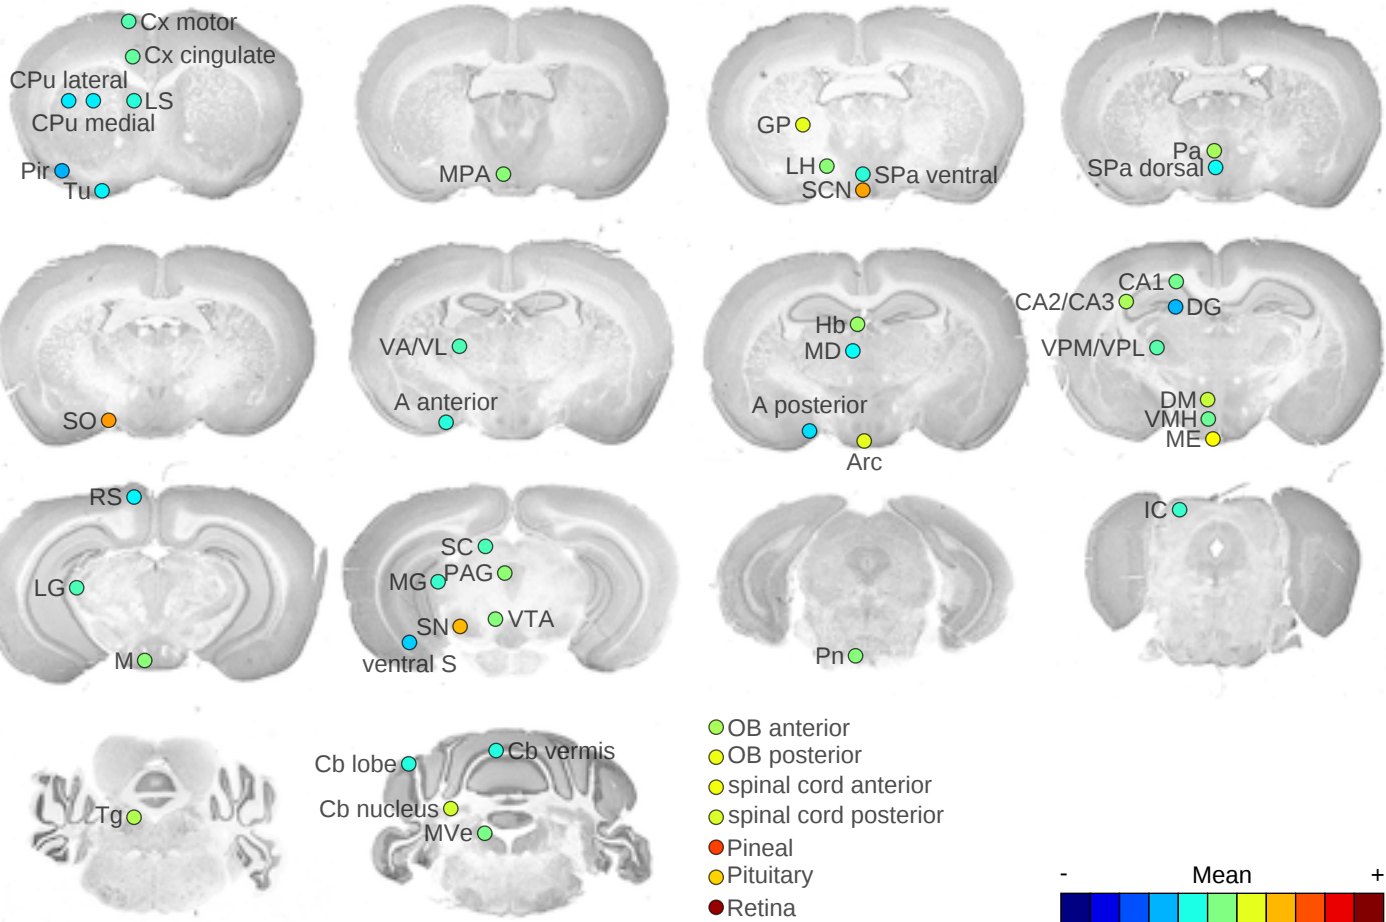 Cx motor
Cx cingulate
CPu lateral
LS
CPu medial
Pir
Tu
MPA
GP
LH
SPa ventral
SCN
Pa
SPa dorsal
SO
VA/VL
A anterior
Hb
MD
A posterior
Arc
CA1
CA2/CA3
DG
VPM/VPL
DM
VMH
ME
RS
LG
M
SC
MG
PAG
SN
VTA
ventral S
Pn
IC
Tg
Cb lobe
Cb vermis
Cb nucleus
MVe
OB anterior
OB posterior
spinal cord anterior
spinal cord posterior
Pineal
Pituitary
Retina
- Mean +